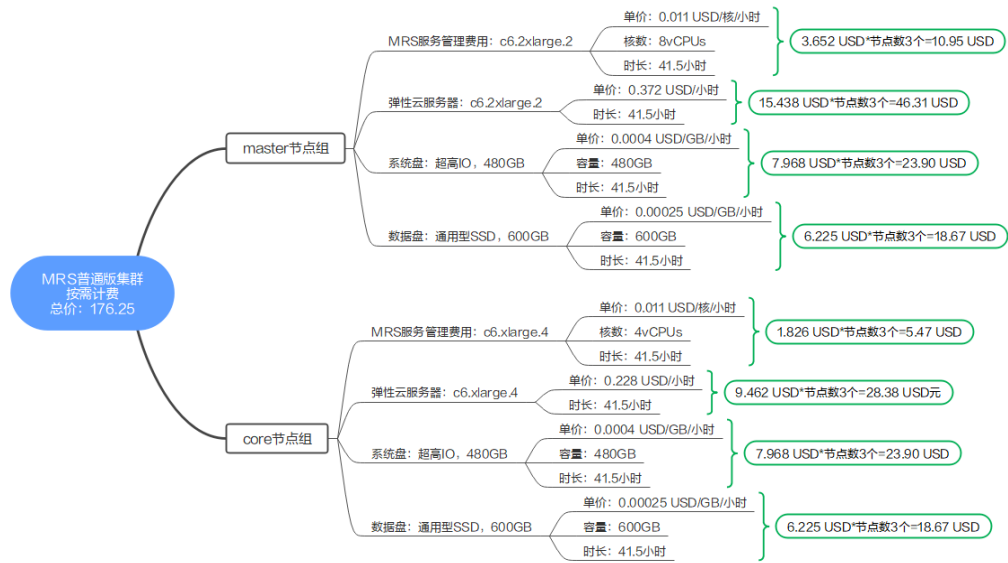 MRS普通版集群
按需计费
总价：176.25
master节点组
MRS服务管理费用：c6.2xlarge.2
单价：0.011 USD/核/小时
核数：8vCPUs
时长：41.5小时
3.652 USD*节点数3个=10.95 USD
弹性云服务器：c6.2xlarge.2
单价：0.372 USD/小时
时长：41.5小时
15.438 USD*节点数3个=46.31 USD
系统盘：超高IO，480GB
单价：0.0004 USD/GB/小时
容量：480GB
时长：41.5小时
7.968 USD*节点数3个=23.90 USD
数据盘：通用型SSD，600GB
单价：0.00025 USD/GB/小时
容量：600GB
时长：41.5小时
6.225 USD*节点数3个=18.67 USD
core节点组
MRS服务管理费用：c6.xlarge.4
单价：0.011 USD/核/小时
核数：4vCPUs
时长：41.5小时
1.826 USD*节点数3个=5.47 USD
弹性云服务器：c6.xlarge.4
单价：0.228 USD/小时
时长：41.5小时
9.462 USD*节点数3个=28.38 USD元
系统盘：超高IO，480GB
单价：0.0004 USD/GB/小时
容量：480GB
时长：41.5小时
7.968 USD*节点数3个=23.90 USD
数据盘：通用型SSD，600GB
单价：0.00025 USD/GB/小时
容量：600GB
时长：41.5小时
6.225 USD*节点数3个=18.67 USD